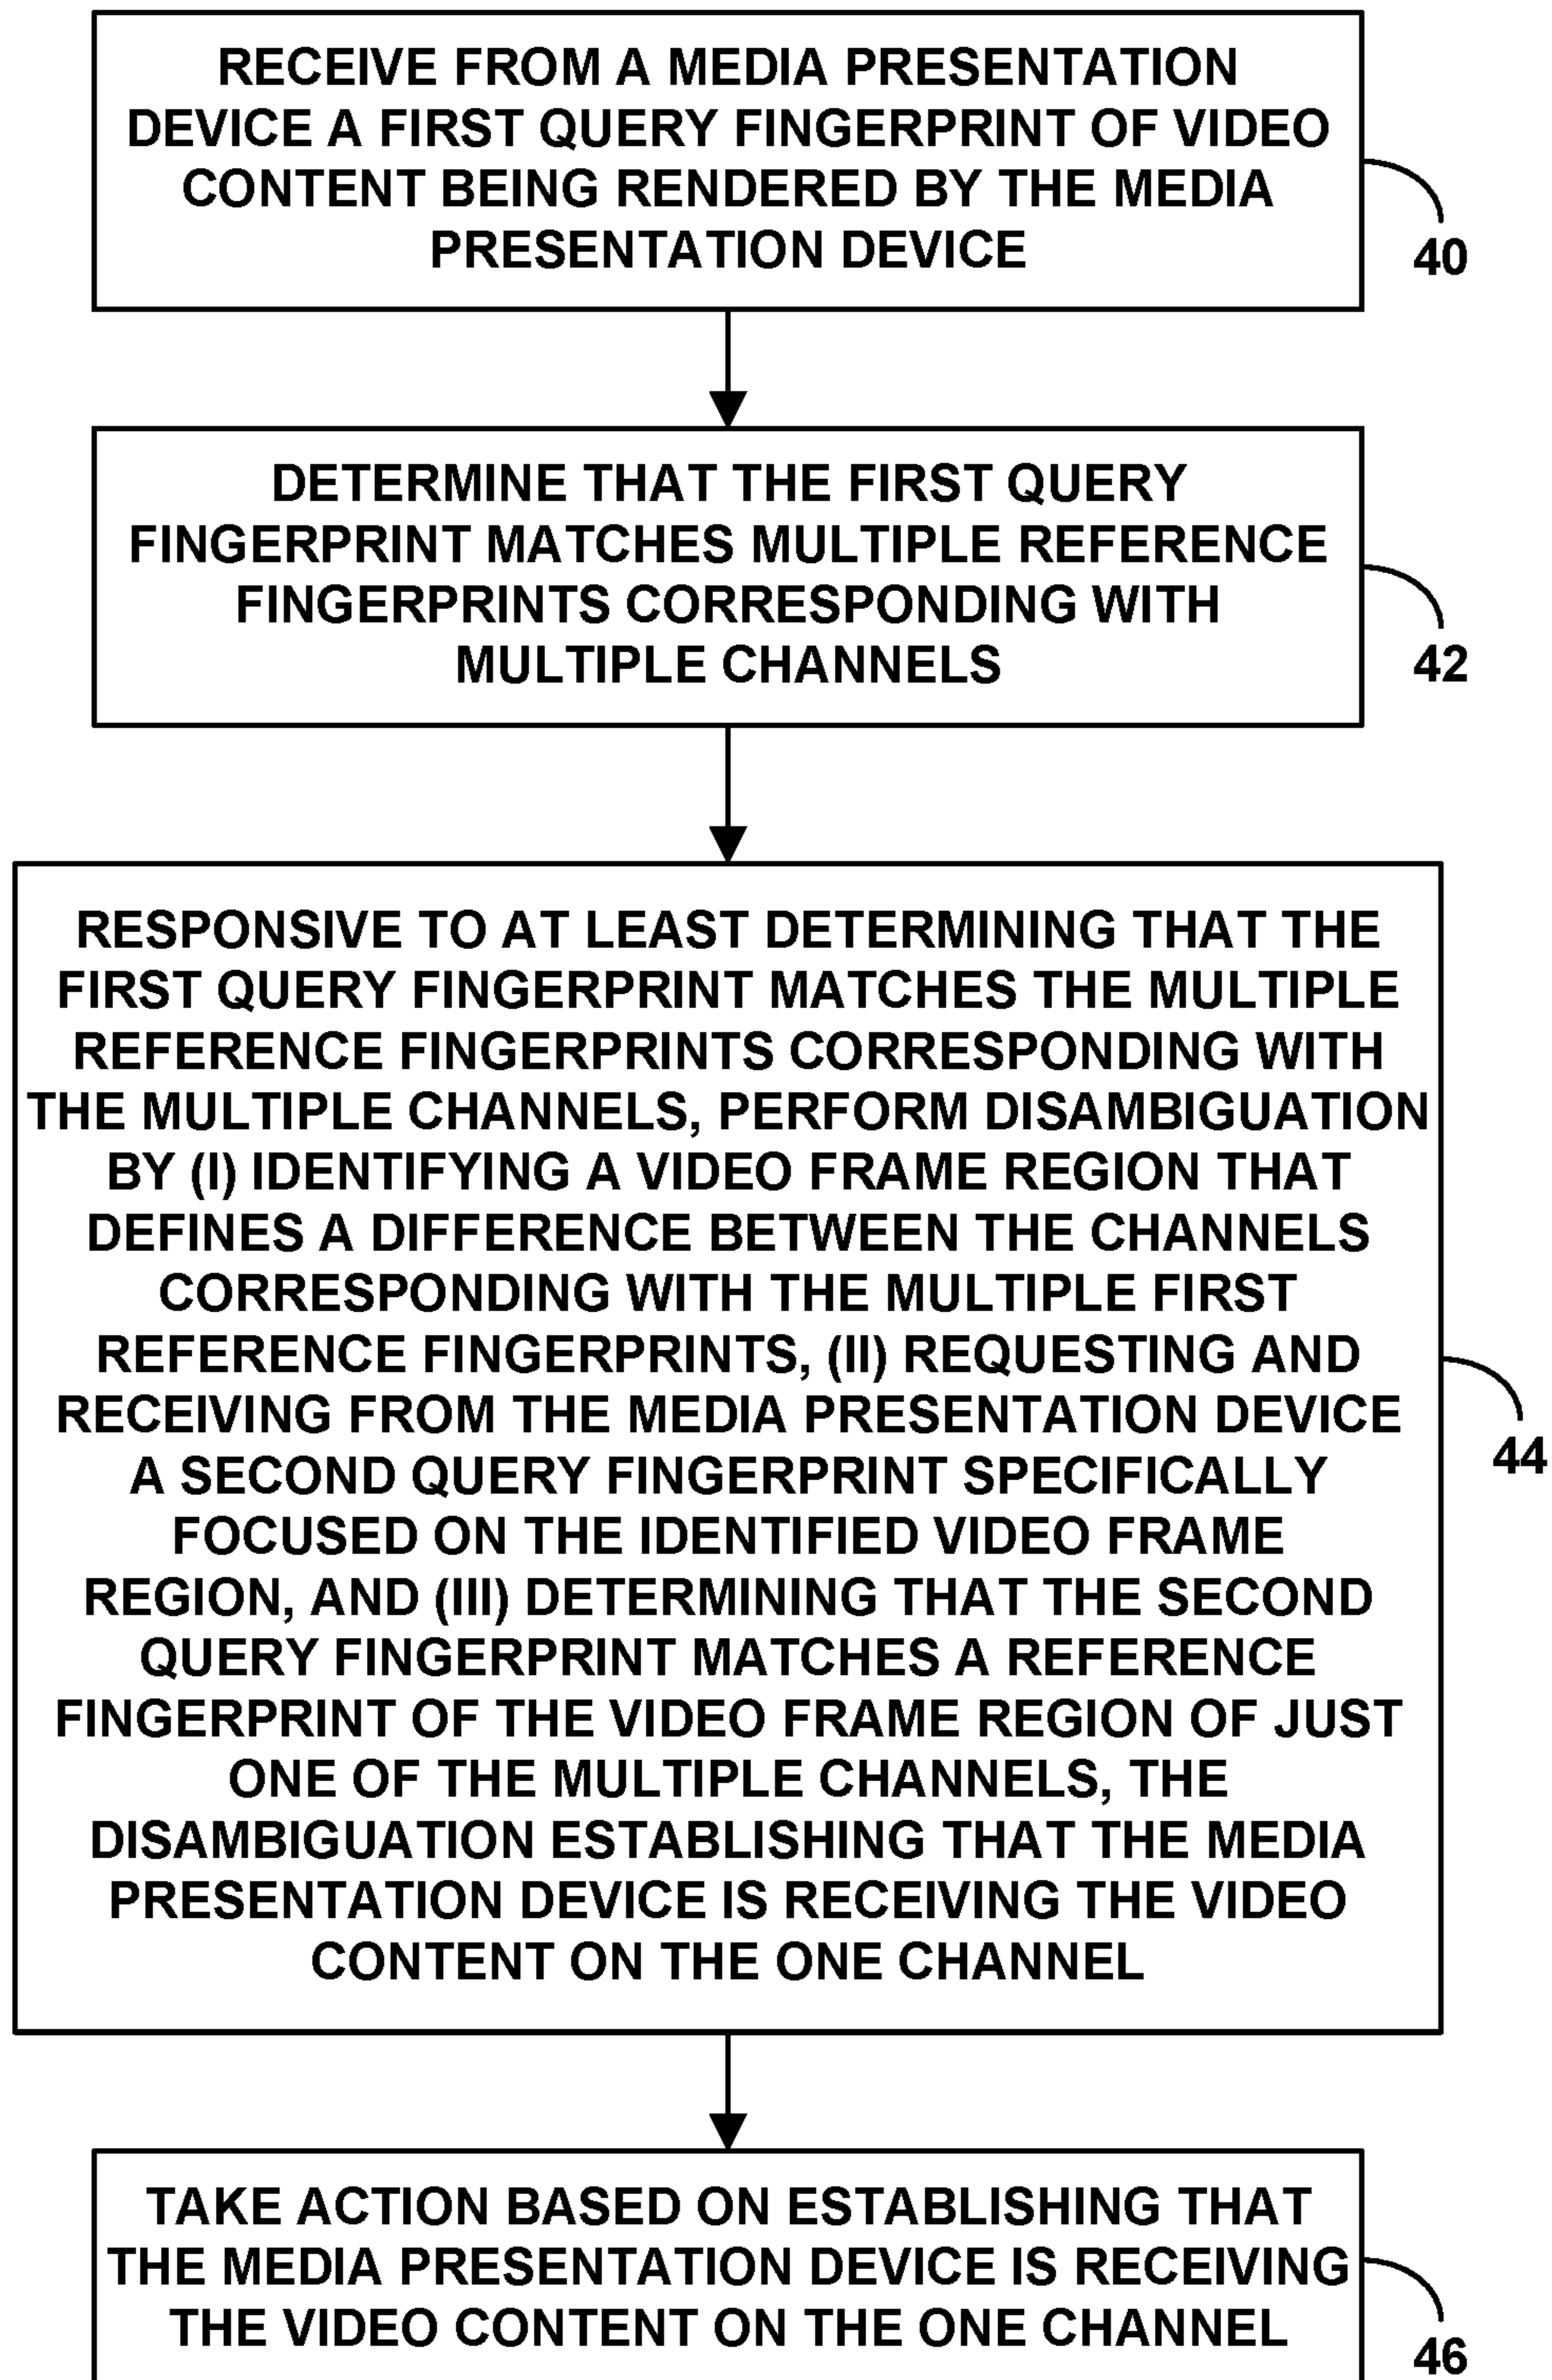 RECEIVE FROM A MEDIA PRESENTATION
DEVICE A FIRST QUERY FINGERPRINT OF VIDEO
CONTENT BEING RENDERED BY THE MEDIA
PRESENTATION DEVICE
40
DETERMINE THAT THE FIRST QUERY
FINGERPRINT MATCHES MULTIPLE REFERENCE
FINGERPRINTS CORRESPONDING WITH
MULTIPLE CHANNELS
42
RESPONSIVE TO AT LEAST DETERMINING THAT THE
FIRST QUERY FINGERPRINT MATCHES THE MULTIPLE
REFERENCE FINGERPRINTS CORRESPONDING WITH
THE MULTIPLE CHANNELS, PERFORM DISAMBIGUATION
BY (I) IDENTIFYING A VIDEO FRAME REGION THAT
DEFINES A DIFFERENCE BETWEEN THE CHANNELS
CORRESPONDING WITH THE MULTIPLE FIRST
REFERENCE FINGERPRINTS, (II) REQUESTING AND
RECEIVING FROM THE MEDIA PRESENTATION DEVICE
A SECOND QUERY FINGERPRINT SPECIFICALLY
FOCUSED ON THE IDENTIFIED VIDEO FRAME
REGION, AND (III) DETERMINING THAT THE SECOND
QUERY FINGERPRINT MATCHES A REFERENCE
FINGERPRINT OF THE VIDEO FRAME REGION OF JUST
ONE OF THE MULTIPLE CHANNELS, THE
DISAMBIGUATION ESTABLISHING THAT THE MEDIA
PRESENTATION DEVICE IS RECEIVING THE VIDEO
CONTENT ON THE ONE CHANNEL
44
TAKE ACTION BASED ON ESTABLISHING THAT
THE MEDIA PRESENTATION DEVICE IS RECEIVING
THE VIDEO CONTENT ON THE ONE CHANNEL
46